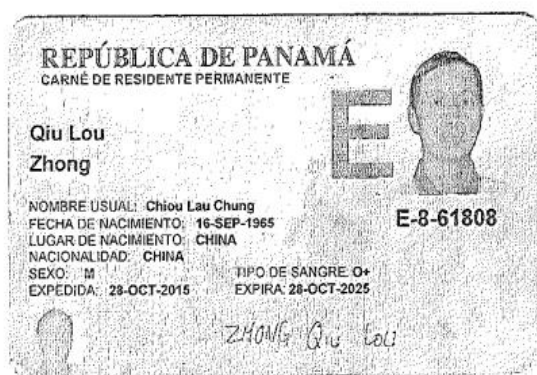 REPÚBLICA DE PANAMÁ
CARNÉ DE RESIDENTE PERMANENTE
E
Qiu Lou
Zhong
NOMBRE USUAL: Chiou Lau Chung
FECHA DE NACIMIENTO: 16-SEP-1965
LUGAR DE NACIMIENTO: CHINA
NACIONALIDAD: CHINA
SEXO: M TIPO DE SANGRE: O+
EXPEDIDA: 28-OCT-2015 EXPIRA: 28-OCT-2025
E-8-61808
ZHONG Qiu Lou